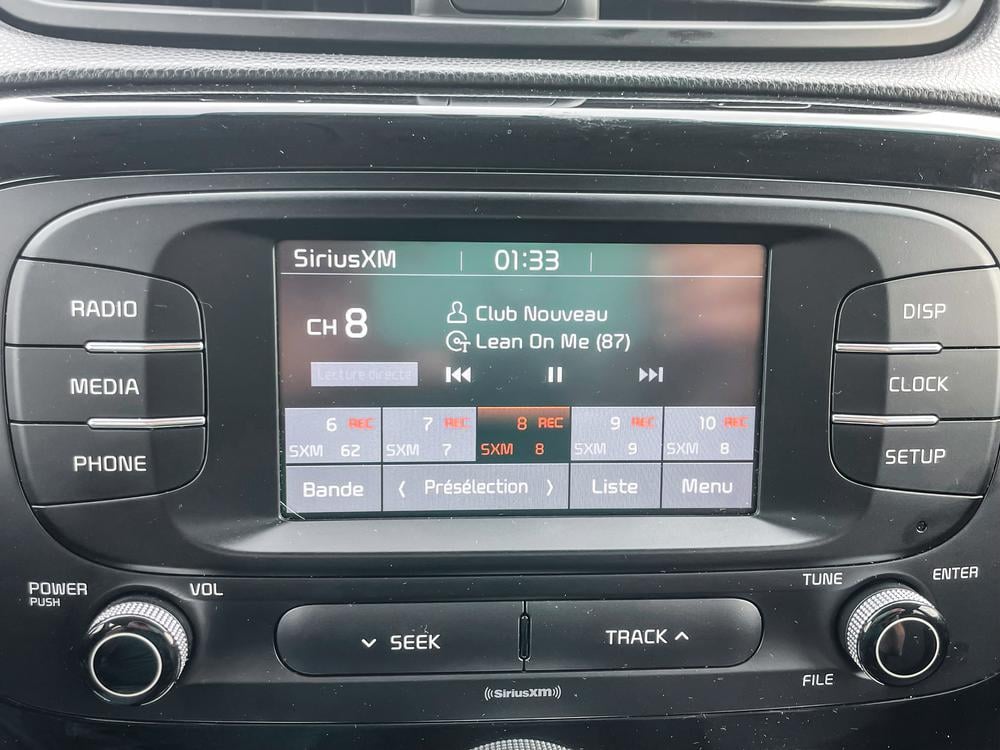 SiriusXM 01:33
CH 8
Club Nouveau
Lean On Me (87)
Lecture directe
6 REC 7 REC 8 REC 9 REC 10 REC
SXM 62 SXM 7 SXM 8 SXM 9 SXM 8
Bande ‹ Présélection › Liste Menu
RADIO
MEDIA
PHONE
DISP
CLOCK
SETUP
POWER
PUSH
VOL
SEEK
TRACK
TUNE
ENTER
FILE
((SiriusXM))